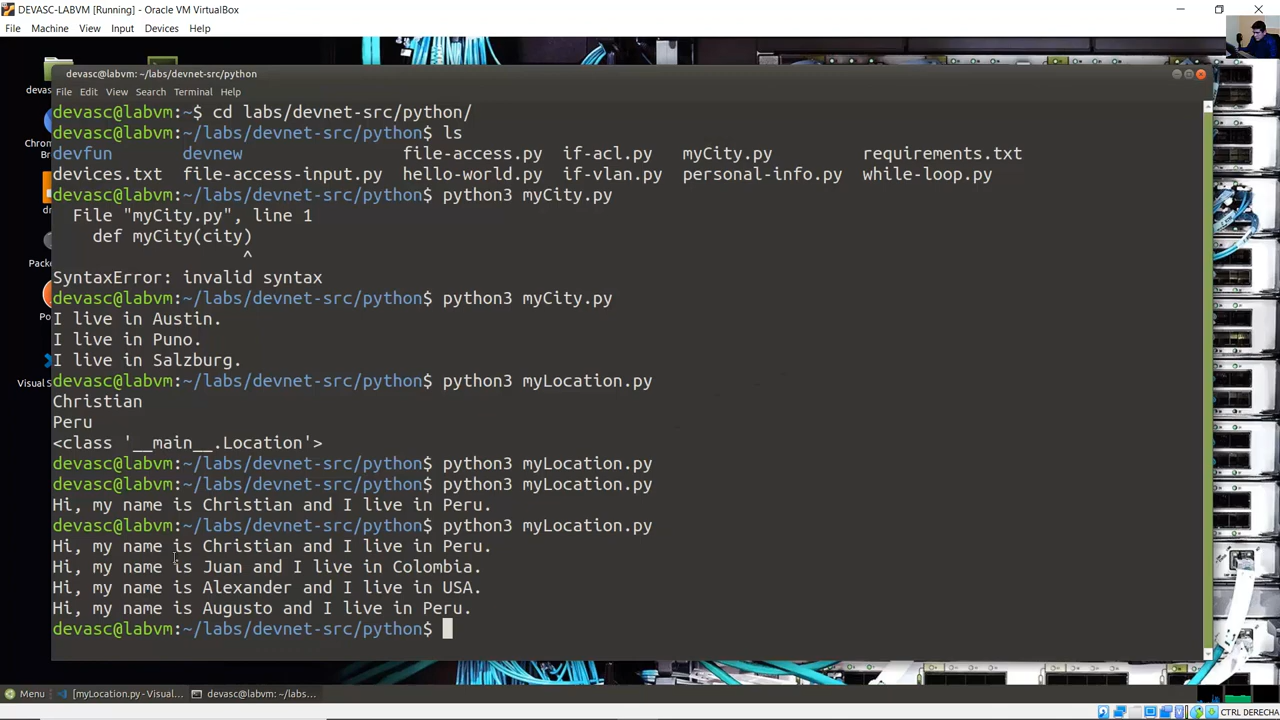 DEVASC-LABVM [Running] - Oracle VM VirtualBox
File Machine View Input Devices Help
devasc@labvm: ~/labs/devnet-src/python
File Edit View Search Terminal Help
devasc@labvm:~$ cd labs/devnet-src/python/
devasc@labvm:~/labs/devnet-src/python$ ls
devfun devnew file-access.py if-acl.py myCity.py requirements.txt
devices.txt hello-world.py if-vlan.py while-loop.py
devasc@labvm:~/labs/devnet-src/python$ python3 myCity.py
File "myCity.py", line 1
def myCity(city)
^
SyntaxError: invalid syntax
devasc@labvm:~/labs/devnet-src/python$ python3 myCity.py
I live in Austin.
I live in Puno.
I live in Salzburg.
devasc@labvm:~/labs/devnet-src/python$ python3 myLocation.py
Christian
Peru
<class '__main__.Location'>
devasc@labvm:~/labs/devnet-src/python$ python3 myLocation.py
devasc@labvm:~/labs/devnet-src/python$ python3 myLocation.py
Hi, my name is Christian and I live in Peru.
devasc@labvm:~/labs/devnet-src/python$ python3 myLocation.py
Hi, my name is Christian and I live in Peru.
Hi, my name is Juan and I live in Colombia.
Hi, my name is Alexander and I live in USA.
Hi, my name is Augusto and I live in Peru.
devasc@labvm:~/labs/devnet-src/python$
Menu [myLocation.py - Visual... devasc@labvm: ~/labs...
CTRL DERECHA